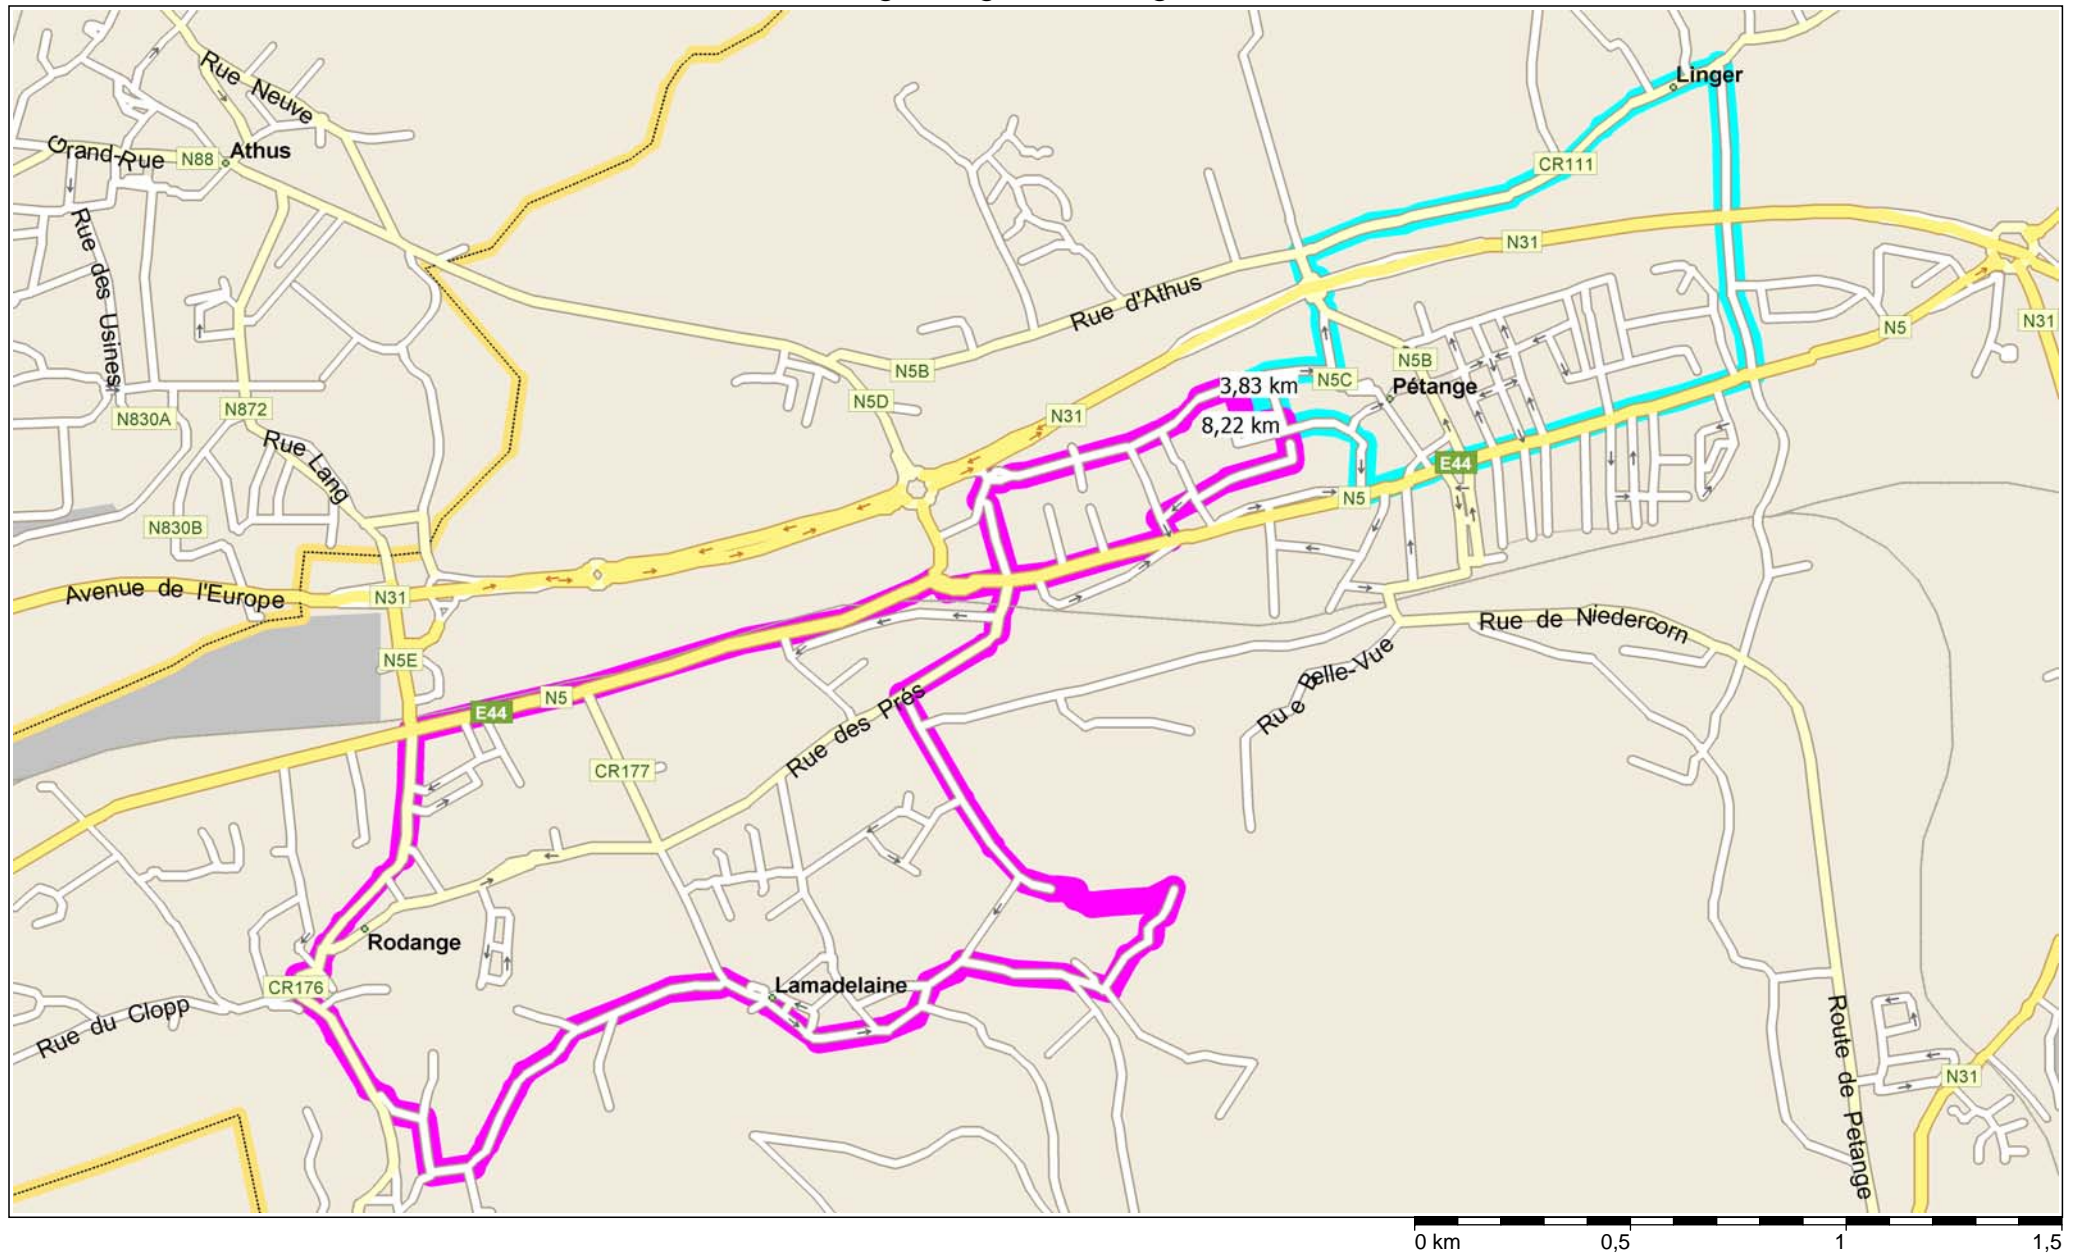 Linger
Rue Neuve
Grand-Rue
N88
Athus
CR111
Rue des Usines
N31
Rue d'Athus
N5
N31
N5B
N5B
N5C
Pétange
3,83 km
N5D
N872
N830A
N31
8,22 km
Rue Lang
E44
N5
N830B
Avenue de l'Europe
N31
Rue de Niedercorn
N5E
Rue Belle-Vue
N5
E44
Rue des Prés
CR177
Rodange
CR176
Lamadelaine
Rue du Clopp
Route de Petange
N31
0 km
0,5
1
1,5